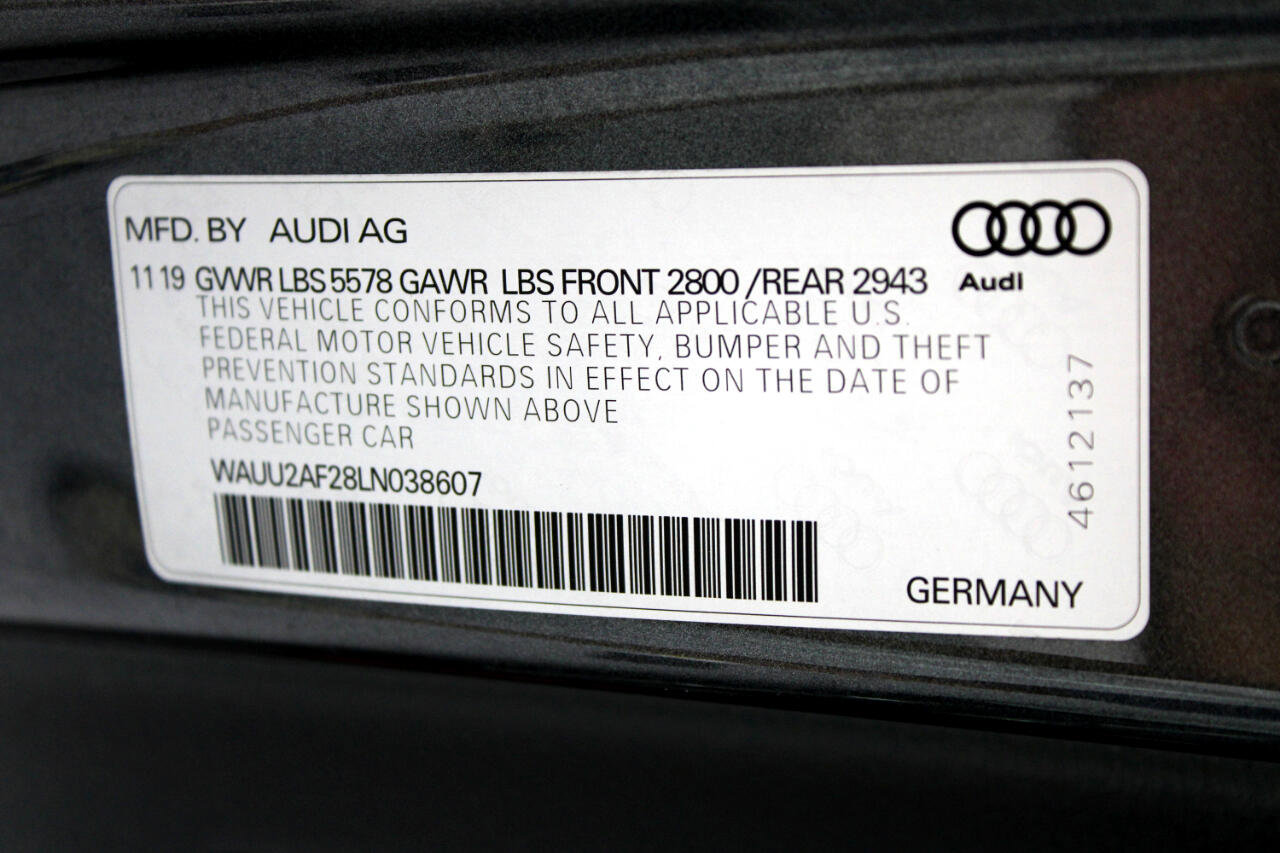 MFD. BY AUDI AG
11 19 GVWR LBS 5578 GAWR LBS FRONT 2800 /REAR 2943
Audi
THIS VEHICLE CONFORMS TO ALL APPLICABLE U.S.
FEDERAL MOTOR VEHICLE SAFETY, BUMPER AND THEFT
PREVENTION STANDARDS IN EFFECT ON THE DATE OF
MANUFACTURE SHOWN ABOVE
PASSENGER CAR
WAUU2AF28LN038607
4612137
GERMANY